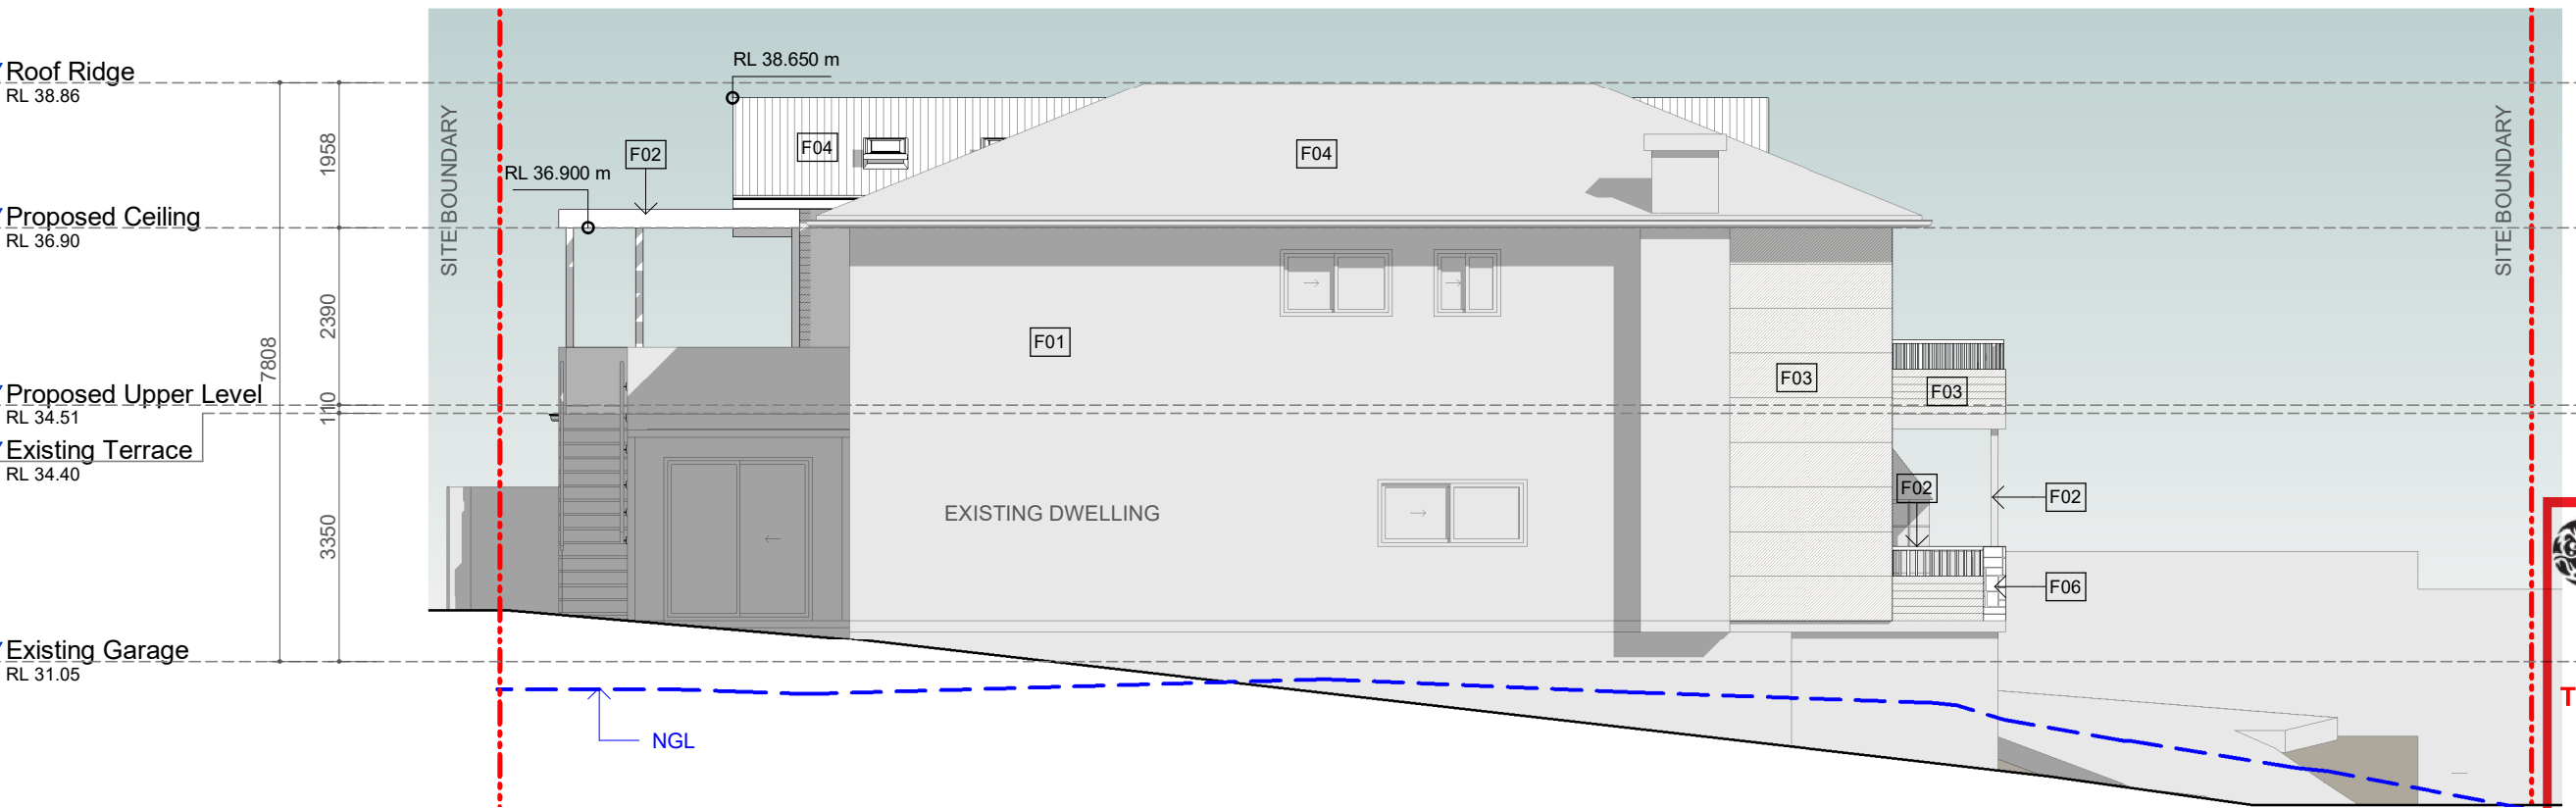 Roof Ridge
RL 38.86
Proposed Ceiling
RL 36.90
Proposed Upper Level
RL 34.51
Existing Terrace
RL 34.40
Existing Garage
RL 31.05
7808
1958
2390
110
3350
SITE BOUNDARY
RL 38.650 m
RL 36.900 m
F02
F04
F04
F01
F03
F03
F02
F02
F06
EXISTING DWELLING
NGL
SITE BOUNDARY
T